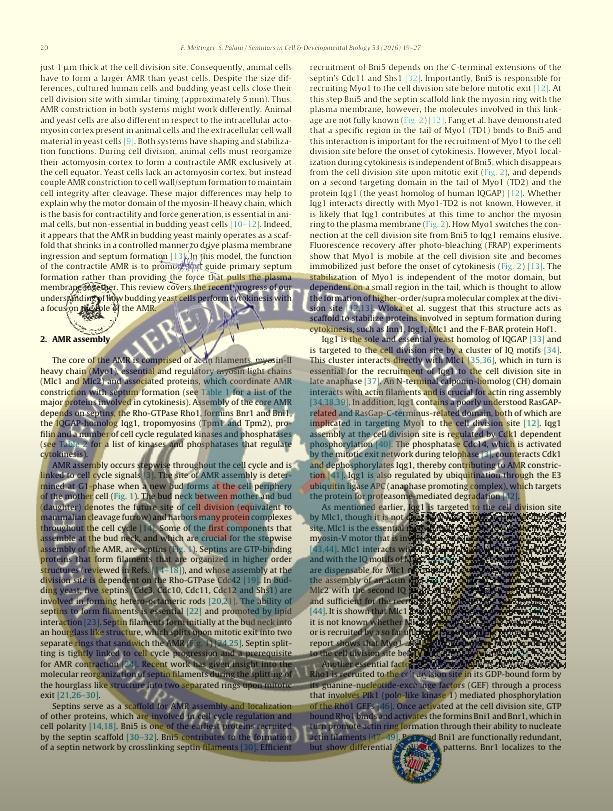 20
F. Meitinger, S. Palani / Seminars in Cell & Developmental Biology 53 (2016) 19–27
just 1 μm thick at the cell division site. Consequently, animal cells
have to form a larger AMR than yeast cells. Despite the size dif-
ferences, cultured human cells and budding yeast cells close their
cell division site with similar timing (approximately 5 nm). Thus,
AMR constriction in both systems might work differently. Animal
and yeast cells are also different in respect to the intracellular acto-
myosin cortex present in animal cells and the extracellular cell wall
material in yeast cells [9]. Both systems have shaping and stabiliza-
tion functions. During cell division, animal cells must reorganize
their actomyosin cortex to form a contractile AMR exclusively at
the cell equator. Yeast cells lack an actomyosin cortex, but instead
couple AMR constriction to cell wall/septum formation to maintain
cell integrity after cleavage. These major differences may help to
explain why the motor domain of the myosin-II heavy chain, which
is the basis for contractility and force generation, is essential in ani-
mal cells, but non-essential in budding yeast cells [10–12]. Indeed,
it appears that the AMR in budding yeast mainly operates as a scaf-
fold that shrinks in a controlled manner to drive plasma membrane
ingression and septum formation [13]. In this model, the function
of the contractile AMR is to promote and guide primary septum
formation rather than providing the force that pulls the plasma
membrane together. This review covers the recent progress of our
understanding of how budding yeast cells perform cytokinesis with
a focus on the role of the AMR.
2. AMR assembly
The core of the AMR is comprised of actin filaments, myosin-II
heavy chain (Myo1), essential and regulatory myosin light chains
(Mlc1 and Mlc2) and associated proteins, which coordinate AMR
constriction with septum formation (see Table 1 for a list of the
major proteins involved in cytokinesis). Assembly of the core AMR
depends on septins, the Rho-GTPase Rho1, formins Bnr1 and Bni1,
the IQGAP-homolog Iqg1, tropomyosins (Tpm1 and Tpm2), pro-
filin and a number of cell cycle regulated kinases and phosphatases
(see Table 2 for a list of kinases and phosphatases that regulate
cytokinesis).
AMR assembly occurs stepwise throughout the cell cycle and is
linked to cell cycle signals [3]. The site of AMR assembly is deter-
mined at G1-phase when a new bud forms at the cell periphery
of the mother cell (Fig. 1). The bud neck between mother and bud
(daughter) denotes the future site of cell division (equivalent to
mammalian cleavage furrow) and harbors many protein complexes
throughout the cell cycle [14]. Some of the first components that
assemble at the bud neck, and which are essential for the stepwise
assembly of the AMR, are septins (Fig. 1). Septins are GTP-binding
proteins that form filaments that are organized in higher order
structures (reviewed in Refs. [14–18]), and whose assembly at the
division site is dependent on the Rho-GTPase Cdc42 [19]. In bud-
ding yeast, five septins (Cdc3, Cdc10, Cdc11, Cdc12 and Shs1) are
involved in forming hetero-octameric rods [20,21]. The ability of
septins to form filaments is essential [22] and promoted by lipid
interaction [23]. Septin filaments form initially at the bud neck into
an hourglass like structure, which splits upon mitotic exit into two
separate rings that sandwich the AMR (Fig. 1) [24,25]. Septin split-
ting is tightly linked to cell cycle regulation and a prerequisite
for AMR constriction [24]. Recent work has given insight into the
molecular reorganization of septin filaments during the splitting of
the hourglass like structure into two separated rings upon mitotic
exit [21,26–30].
Septins serve as a scaffold for AMR assembly and localization
of other proteins, which are involved in cell cycle regulation and
cell polarity [14,18]. Bni5 is one of the earliest proteins recruited
by the septin scaffold [30–32]. Bni5 contributes to the formation
of a septin network by crosslinking septin filaments [30]. Efficient
recruitment of Bni5 depends on the C-terminal extensions of the
septin's Cdc11 and Shs1 [32]. Importantly, Bni5 is responsible for
recruiting Myo1 to the cell division site before mitotic exit [12]. At
this step Bni5 and the septin scaffold link the myosin ring with the
plasma membrane, however, the molecules involved in this link-
age are not fully known (Fig. 2) [12]. Fang et al. have demonstrated
that a specific region in the tail of Myo1 (TD1) binds to Bni5 and
this interaction is important for the recruitment of Myo1 to the cell
division site before the onset of cytokinesis. However, Myo1 local-
ization during cytokinesis is independent of Bni5, which disappears
from the cell division site upon mitotic exit (Fig. 2), and depends
on a second targeting domain in the tail of Myo1 (TD2) and the
protein Iqg1 (the yeast homolog of human IQGAP) [12]. Whether
Iqg1 interacts directly with Myo1-TD2 is not known. However, it
is likely that Iqg1 contributes at this time to anchor the myosin
ring to the plasma membrane (Fig. 2). How Myo1 switches the con-
nection at the cell division site from Bni5 to Iqg1 remains elusive.
Fluorescence recovery after photo-bleaching (FRAP) experiments
show that Myo1 is mobile at the cell division site and becomes
immobilized just before the onset of cytokinesis (Fig. 2) [13]. The
stabilization of Myo1 is independent of the motor domain, but
dependent on a small region in the tail, which is thought to allow
the formation of higher-order/supra molecular complex at the divi-
sion site [12,13]. Wloka et al. suggest that this structure acts as
scaffold to stabilize proteins involved in septum formation during
cytokinesis, such as Inn1, Iqg1, Mlc1 and the F-BAR protein Hof1.
Iqg1 is the sole and essential yeast homolog of IQGAP [33] and
is targeted to the cell division site by a cluster of IQ motifs [34].
This cluster interacts directly with Mlc1 [35,36], which in turn is
essential for the recruitment of Iqg1 to the cell division site in
late anaphase [37]. An N-terminal calponin-homology (CH) domain
interacts with actin filaments and is crucial for actin ring assembly
[34,38,39]. In addition, Iqg1 contains a poorly understood RasGAP-
and RasGAP-C-terminus-related domain, both of which are
implicated in targeting Myo1 to the cell division site [12]. Iqg1
assembly at the cell division site is regulated by Cdk1 dependent
phosphorylation [40]. The phosphatase Cdc14, which is activated
by the mitotic exit network during telophase [3], counteracts Cdk1
and dephosphorylates Iqg1, thereby contributing to AMR constric-
tion [41]. Iqg1 is also regulated by ubiquitination through the E3
ubiquitin ligase APC (anaphase promoting complex), which targets
the protein for proteasome-mediated degradation [42].
As mentioned earlier, Iqg1 is targeted to the cell division site
by Mlc1, though it is not
site. Mlc1 is the essential
myosin-V motor that is
[43,44]. Mlc1 interacts with
and with the IQ motifs of
are dispensable for Mlc1
the assembly of an actin
Mlc2 with the second IQ
and sufficient for the
[44]. It is shown that Mlc1
it is not known whether
or is recruited by a so far
report shows that Myo1
to the cell division site before
Another essential factor
Rho1 is recruited to the cell division site in its GDP-bound form by
its guanine-nucleotide-exchange factors (GEF) through a process
that involves Plk1 (polo-like kinase 1) mediated phosphorylation
of the Rho1 GEFs [46]. Once activated at the cell division site, GTP
bound Rho1 binds and activates the formins Bni1 and Bnr1, which in
turn promote actin ring formation through their ability to nucleate
actin filaments [47–49]. Bnr1 and Bni1 are functionally redundant,
but show differential patterns. Bnr1 localizes to the